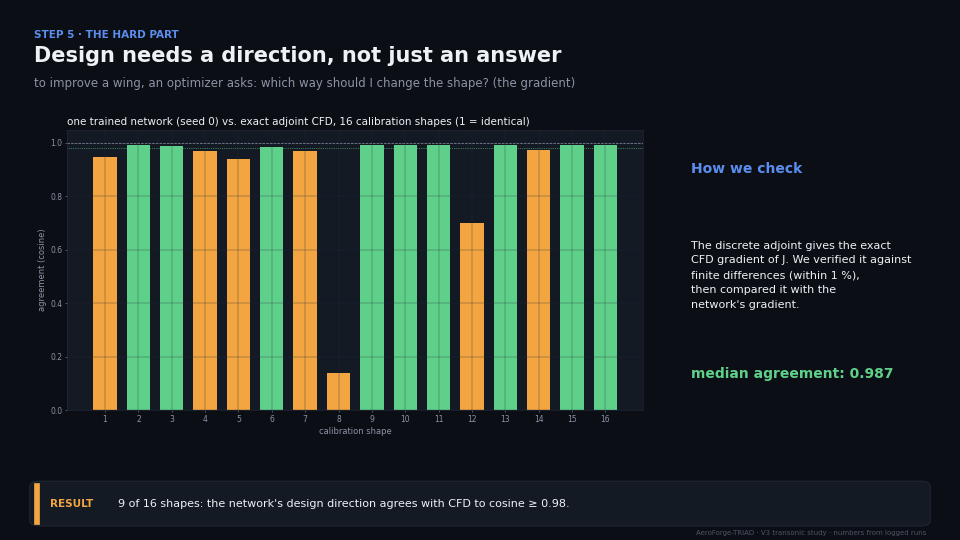 STEP 5 · THE HARD PART
Design needs a direction, not just an answer
to improve a wing, an optimizer asks: which way should I change the shape? (the gradient)
one trained network (seed 0) vs. exact adjoint CFD, 16 calibration shapes (1 = identical)
1.0
0.8
0.6
0.4
0.2
0.0
agreement (cosine)
1 2 3 4 5 6 7 8 9 10 11 12 13 14 15 16
calibration shape
How we check
The discrete adjoint gives the exact
CFD gradient of J. We verified it against
finite differences (within 1 %),
then compared it with the
network's gradient.
median agreement: 0.987
RESULT 9 of 16 shapes: the network's design direction agrees with CFD to cosine ≥ 0.98.
AeroForge-TRIAD · V3 transonic study · numbers from logged runs